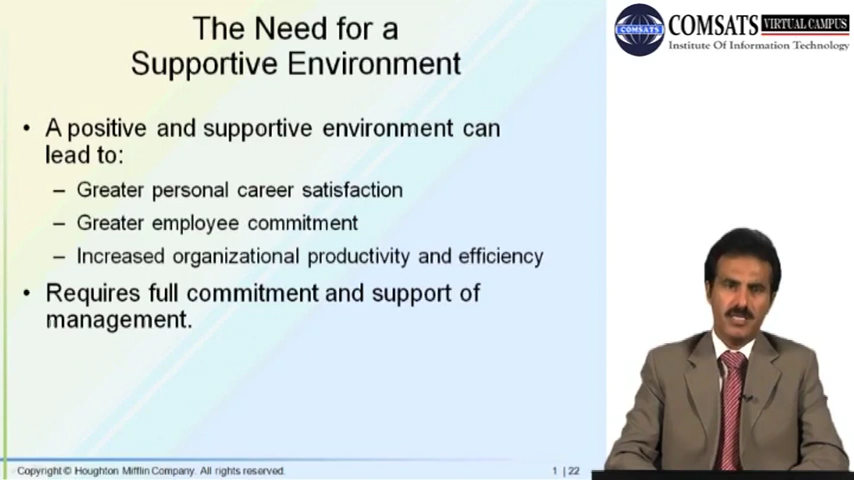 The Need for a
Supportive Environment
• A positive and supportive environment can
lead to:
– Greater personal career satisfaction
– Greater employee commitment
– Increased organizational productivity and efficiency
• Requires full commitment and support of
management.
Copyright © Houghton Mifflin Company. All rights reserved.
1 | 22
COMSATS
COMSATS VIRTUAL CAMPUS
Institute Of Information Technology